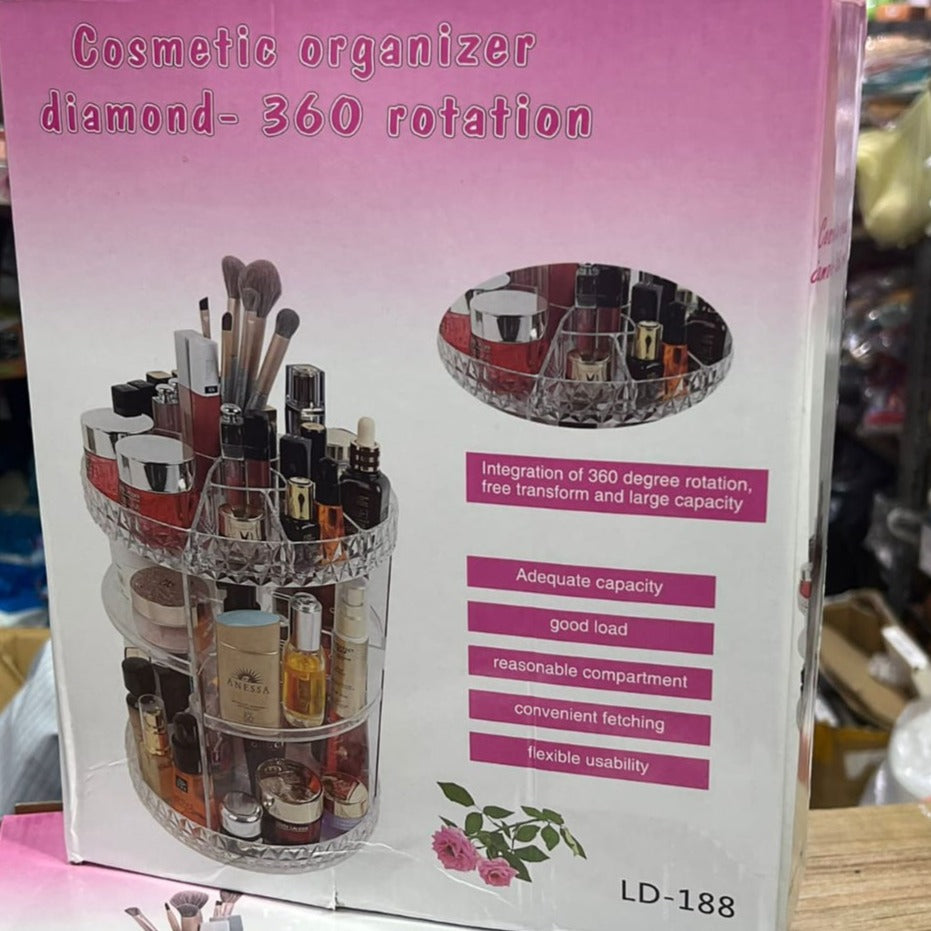 Cosmetic organizer
diamond- 360 rotation
Integration of 360 degree rotation,
free transform and large capacity
Adequate capacity
good load
reasonable compartment
convenient fetching
flexible usability
ANESSA
LD-188